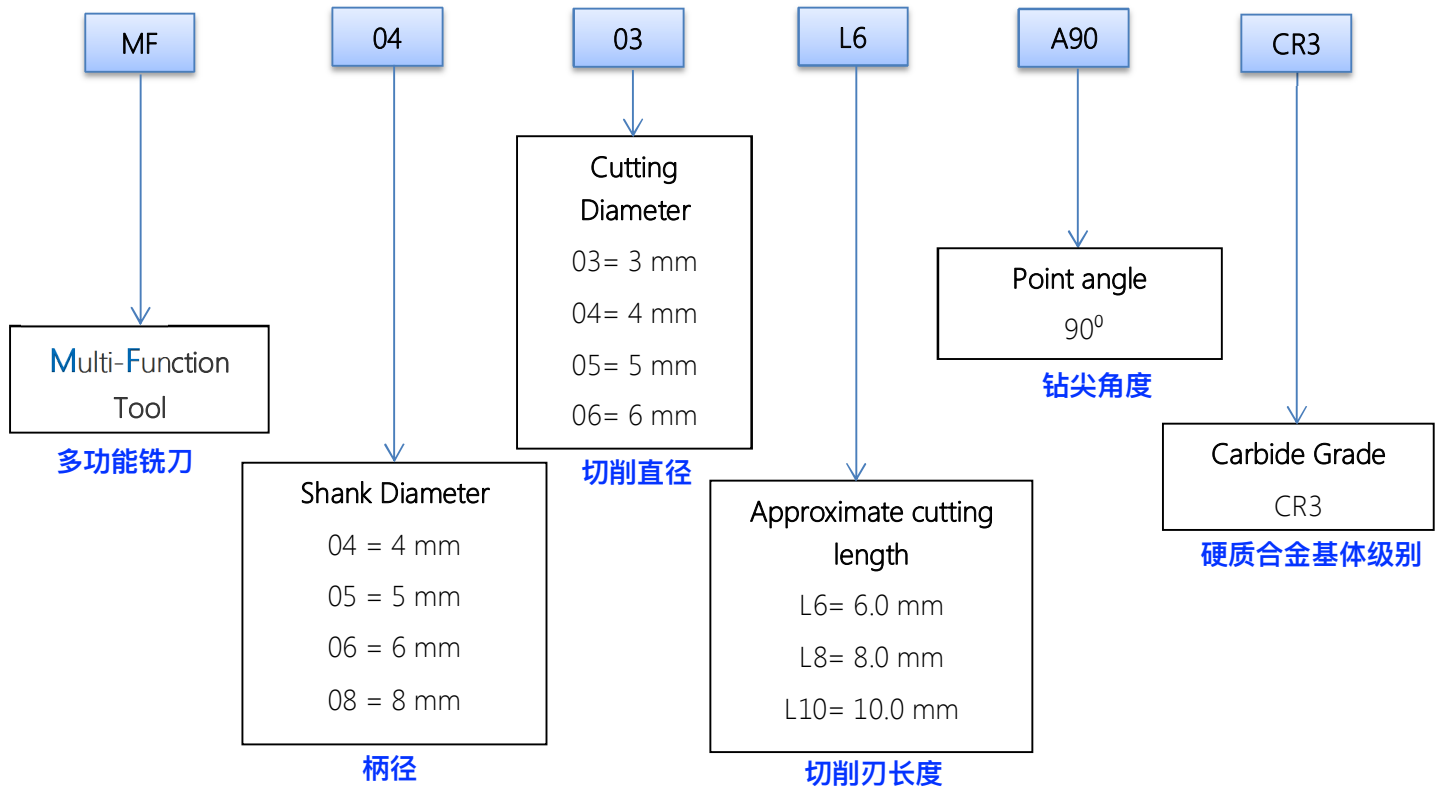 MF
04
03
L6
A90
CR3
Multi-Function
Tool
多功能铣刀
Shank Diameter
04 = 4 mm
05 = 5 mm
06 = 6 mm
08 = 8 mm
柄径
Cutting
Diameter
03= 3 mm
04= 4 mm
05= 5 mm
06= 6 mm
切削直径
Approximate cutting
length
L6= 6.0 mm
L8= 8.0 mm
L10= 10.0 mm
切削刃长度
Point angle
90⁰
钻尖角度
Carbide Grade
CR3
硬质合金基体级别